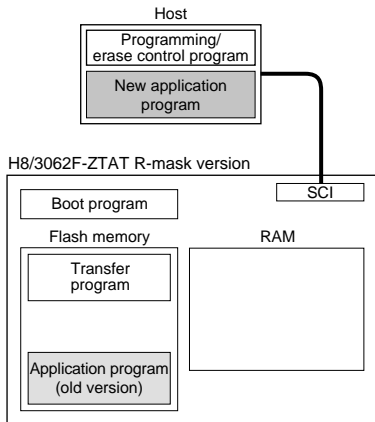 Host
Programming/
erase control program
New application
program
H8/3062F-ZTAT R-mask version
SCI
Boot program
Flash memory
RAM
Transfer
program
Application program
(old version)